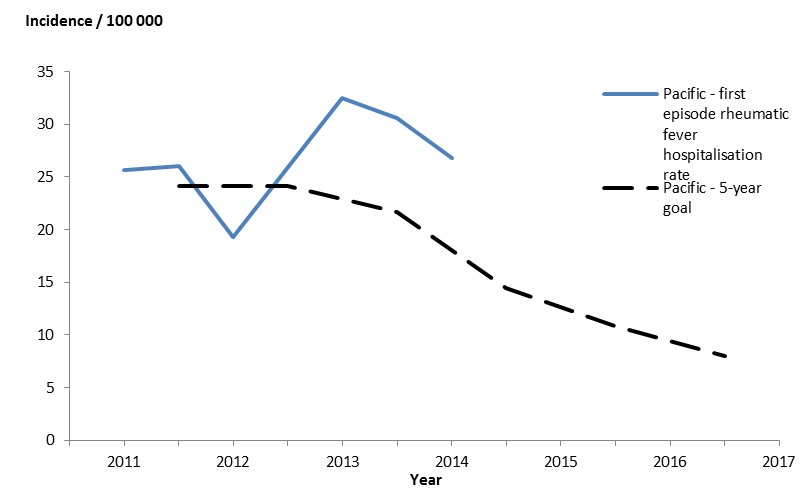 Incidence / 100 000
35
30
25
20
15
10
5
0
2011 2012 2013 2014 2015 2016 2017
Year
Pacific - first
episode rheumatic
fever
hospitalisation
rate
Pacific - 5-year
goal